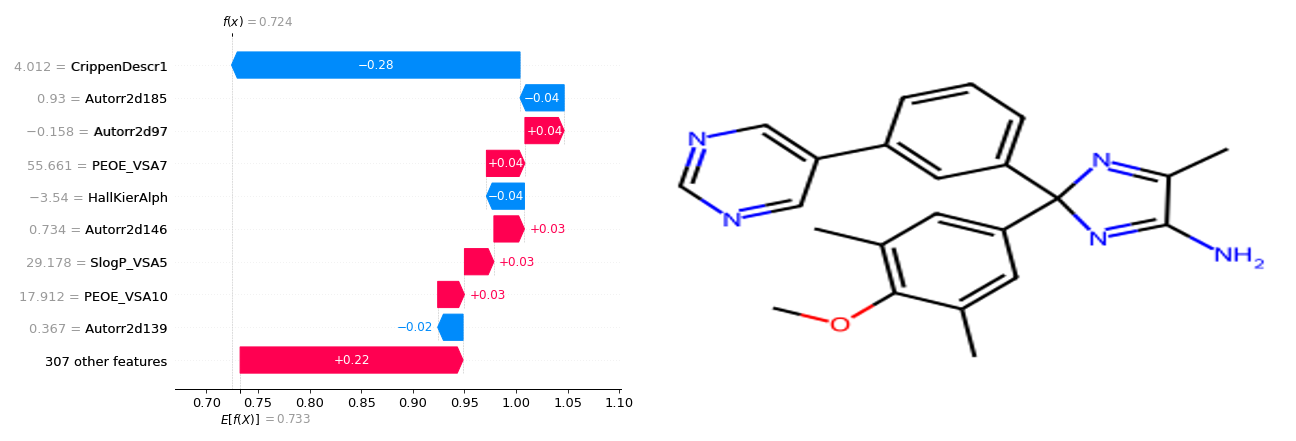 f(x) = 0.724
4.012 = CrippenDescr1
−0.28
0.93 = Autorr2d185
−0.04
−0.158 = Autorr2d97
+0.04
55.661 = PEOE_VSA7
+0.04
−3.54 = HallKierAlph
−0.04
0.734 = Autorr2d146
+0.03
29.178 = SlogP_VSA5
+0.03
17.912 = PEOE_VSA10
+0.03
0.367 = Autorr2d139
−0.02
307 other features
+0.22
0.70 0.75 0.80 0.85 0.90 0.95 1.00 1.05 1.10
E[f(X)] = 0.733
N
N
N
N
NH2
O